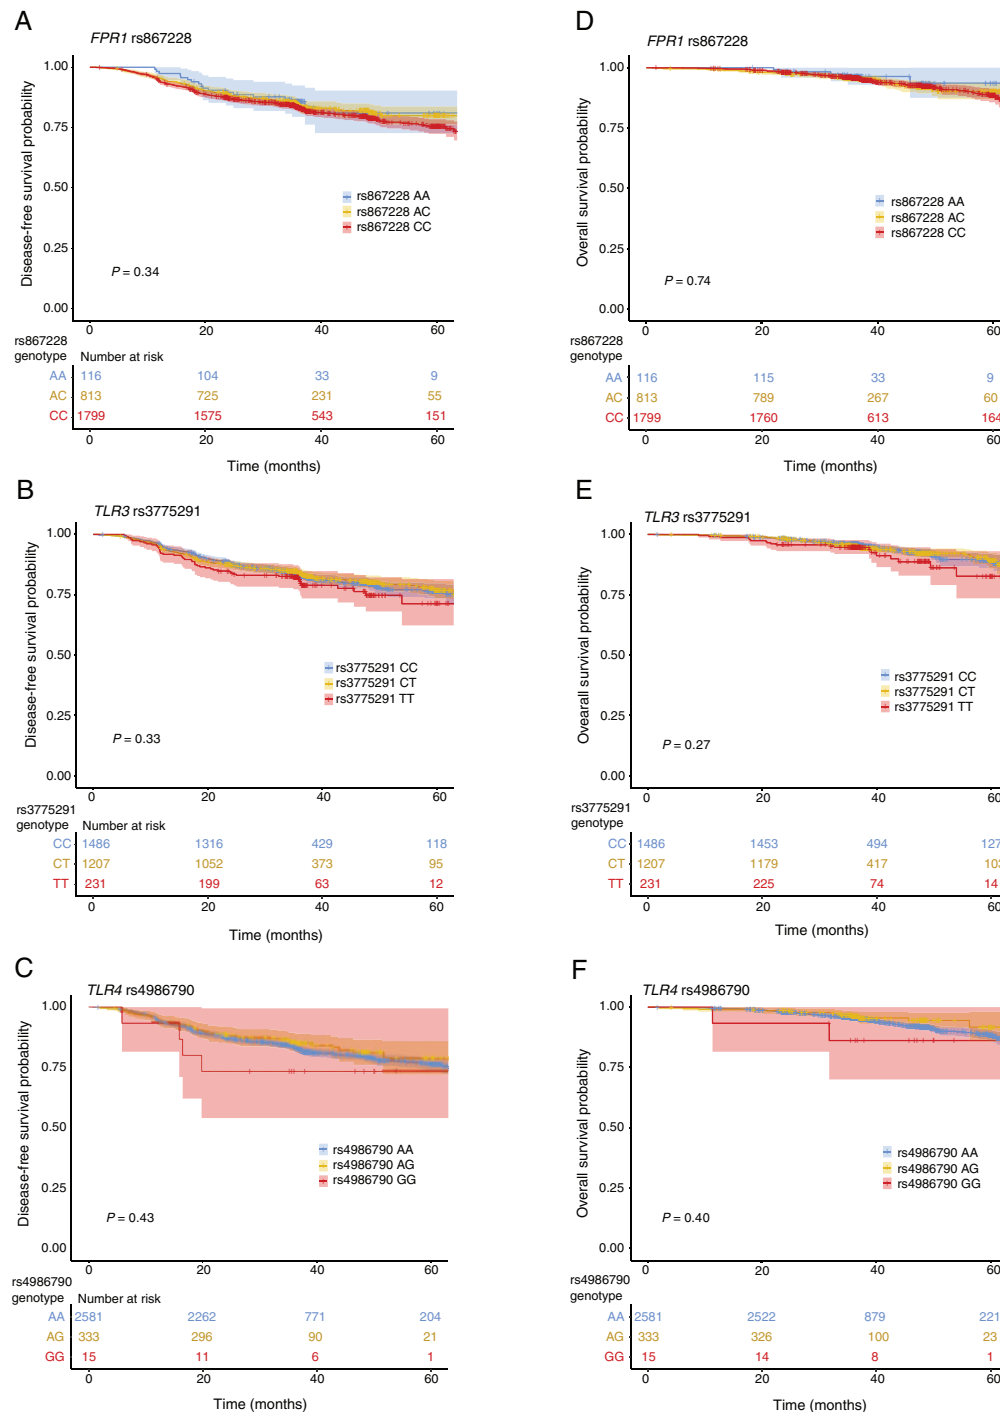 A
FPR1 rs867228
Disease-free survival probability
1.00
0.75
0.50
0.25
0.00
rs867228 AA
rs867228 AC
rs867228 CC
P = 0.34
0 20 40 60
rs867228
genotype Number at risk
AA 116 104 33 9
AC 813 725 231 55
CC 1799 1575 543 151
0 20 40 60
Time (months)
D
FPR1 rs867228
Overall survival probability
1.00
0.75
0.50
0.25
0.00
rs867228 AA
rs867228 AC
rs867228 CC
P = 0.74
0 20 40 60
rs867228
genotype
AA 116 115 33 9
AC 813 789 267 60
CC 1799 1760 613 164
0 20 40 60
Time (months)
B
TLR3 rs3775291
Disease-free survival probability
1.00
0.75
0.50
0.25
0.00
rs3775291 CC
rs3775291 CT
rs3775291 TT
P = 0.33
0 20 40 60
rs3775291
genotype Number at risk
CC 1486 1316 429 118
CT 1207 1052 373 95
TT 231 199 63 12
0 20 40 60
Time (months)
E
TLR3 rs3775291
Ovearall survival probability
1.00
0.75
0.50
0.25
0.00
rs3775291 CC
rs3775291 CT
rs3775291 TT
P = 0.27
0 20 40 60
rs3775291
genotype
CC 1486 1453 494 127
CT 1207 1179 417 103
TT 231 225 74 14
0 20 40 60
Time (months)
C
TLR4 rs4986790
Disease-free survival probability
1.00
0.75
0.50
0.25
0.00
rs4986790 AA
rs4986790 AG
rs4986790 GG
P = 0.43
0 20 40 60
rs4986790
genotype Number at risk
AA 2581 2262 771 204
AG 333 296 90 21
GG 15 11 6 1
0 20 40 60
Time (months)
F
TLR4 rs4986790
Overall survival probability
1.00
0.75
0.50
0.25
0.00
rs4986790 AA
rs4986790 AG
rs4986790 GG
P = 0.40
0 20 40 60
rs4986790
genotype
AA 2581 2522 879 221
AG 333 326 100 23
GG 15 14 8 1
0 20 40 60
Time (months)